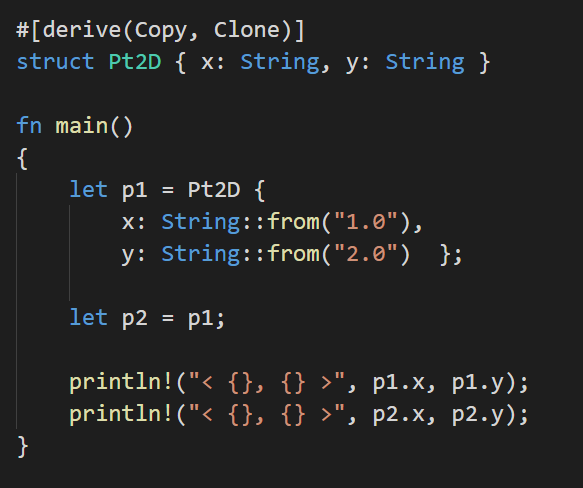 #[derive(Copy, Clone)]
struct Pt2D { x: String, y: String }
fn main()
{
    let p1 = Pt2D {
        x: String::from("1.0"),
        y: String::from("2.0")  };
    let p2 = p1;
    println!("< {}, {} >", p1.x, p1.y);
    println!("< {}, {} >", p2.x, p2.y);
}